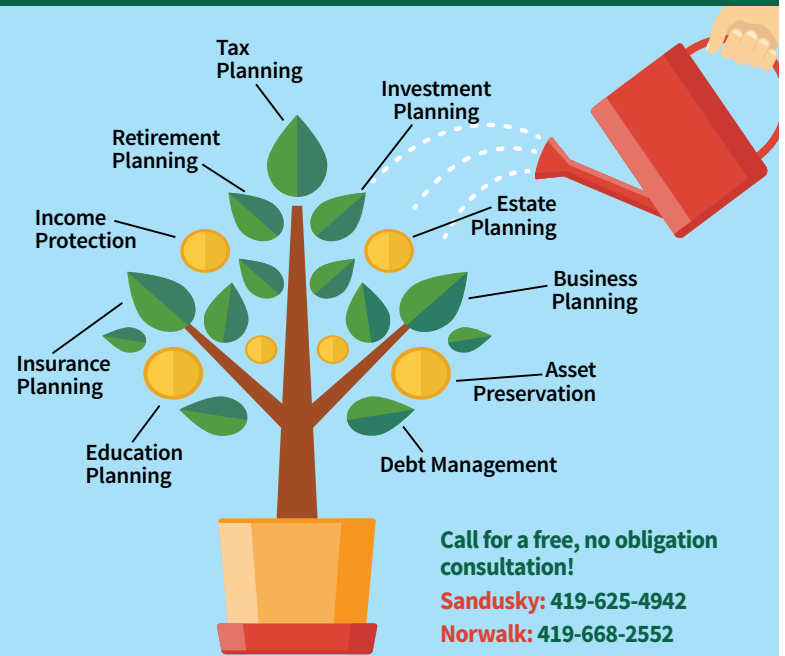 Tax
Planning
Investment
Planning
Retirement
Planning
Income
Protection
Estate
Planning
Business
Planning
Insurance
Planning
Asset
Preservation
Education
Planning
Debt Management
Call for a free, no obligation
consultation!
Sandusky: 419-625-4942
Norwalk: 419-668-2552